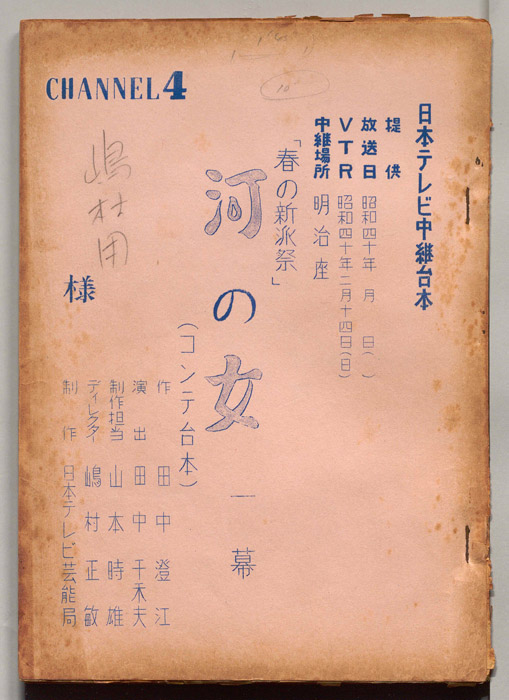 CHANNEL4
日本テレビ中継台本
提供
放送日 昭和四十年 月 日( )
VTR 昭和四十年二月十四日(日)
中継場所 明治座
「春の新派祭」
河の女 一幕
(コンテ台本)
作 田中澄江
演出 田中千禾夫
制作担当 山本時雄
ディレクター 嶋村正敏
制作 日本テレビ芸能局
嶋村用
様
10